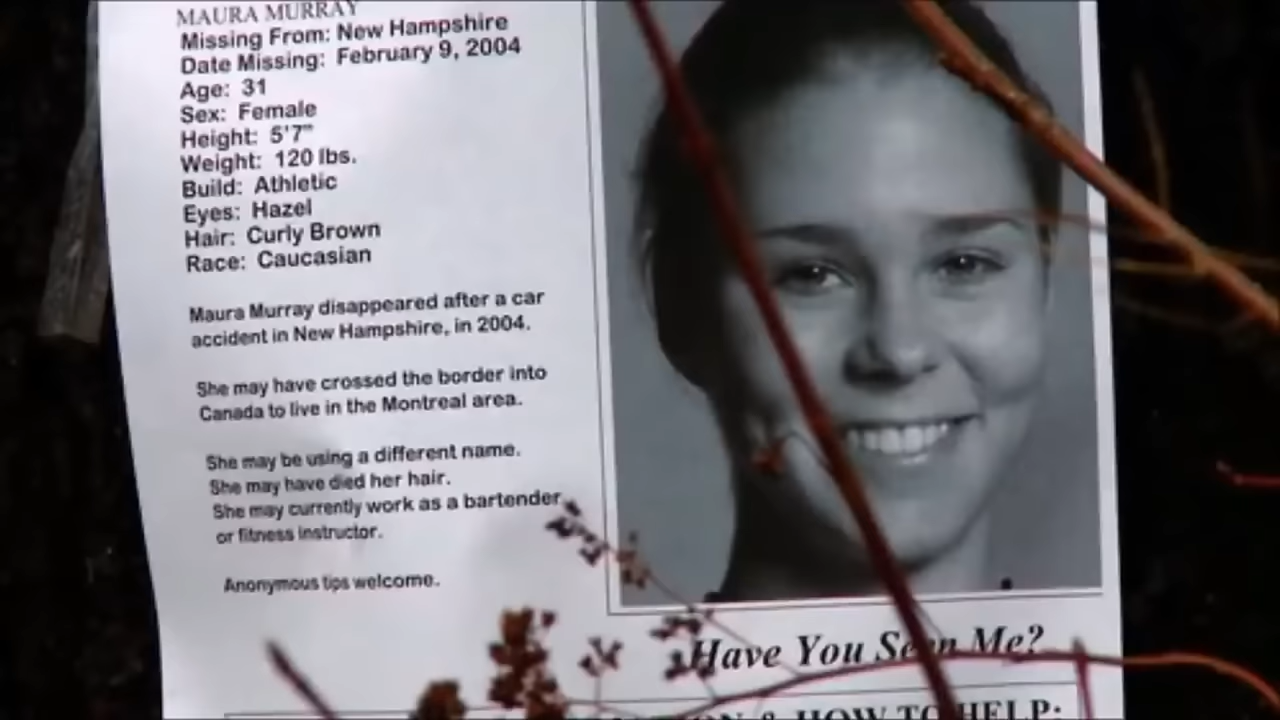 MAURA MURRAY
Missing From: New Hampshire
Date Missing: February 9, 2004
Age: 31
Sex: Female
Height: 5'7"
Weight: 120 lbs.
Build: Athletic
Eyes: Hazel
Hair: Curly Brown
Race: Caucasian
Maura Murray disappeared after a car
accident in New Hampshire, in 2004.
She may have crossed the border into
Canada to live in the Montreal area.
She may be using a different name.
She may have died her hair.
She may currently work as a bartender
or fitness instructor.
Anonymous tips welcome.
Have You Seen Me?
& HOW TO HELP: